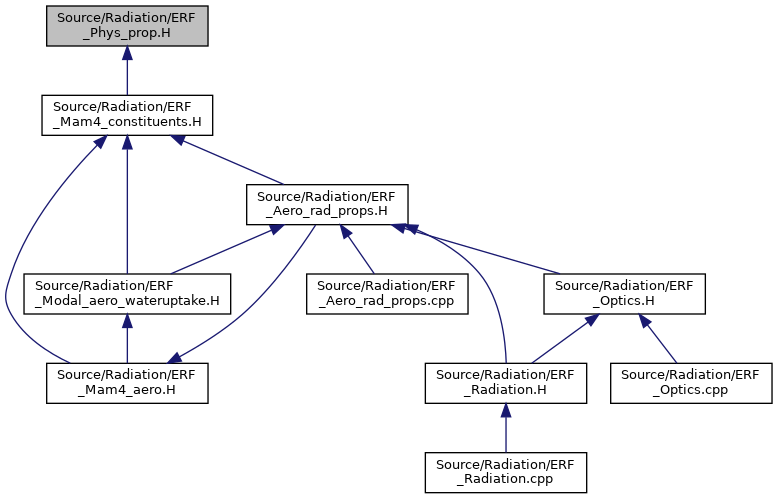 Source/Radiation/ERF
_Phys_prop.H
Source/Radiation/ERF
_Mam4_constituents.H
Source/Radiation/ERF
_Aero_rad_props.H
Source/Radiation/ERF
_Modal_aero_wateruptake.H
Source/Radiation/ERF
_Aero_rad_props.cpp
Source/Radiation/ERF
_Optics.H
Source/Radiation/ERF
_Mam4_aero.H
Source/Radiation/ERF
_Radiation.H
Source/Radiation/ERF
_Optics.cpp
Source/Radiation/ERF
_Radiation.cpp